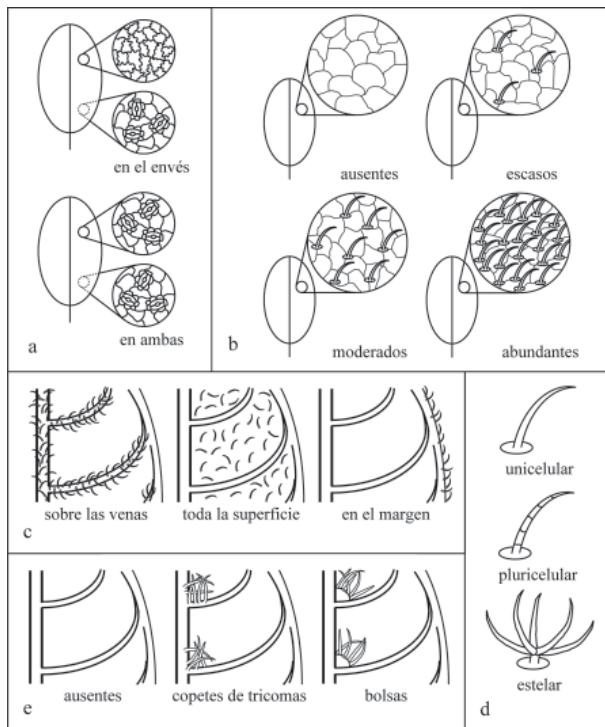 en el envés
en ambas
a
ausentes
escasos
moderados
abundantes
b
sobre las venas
toda la superficie
en el margen
c
unicelular
pluricelular
estelar
d
ausentes
copetes de tricomas
bolsas
e